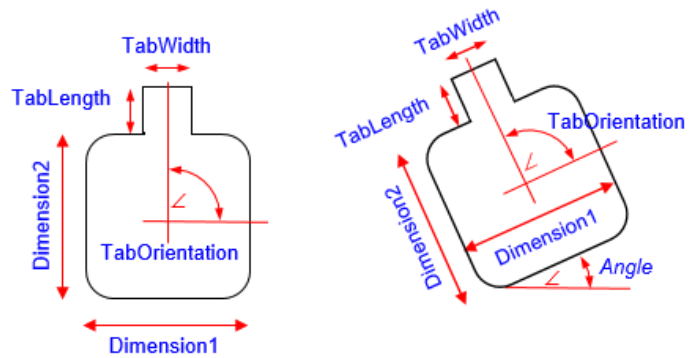 TabWidth
TabLength
Dimension2
TabOrientation
Dimension1
TabWidth
TabLength
TabOrientation
Dimension2
Dimension1
Angle